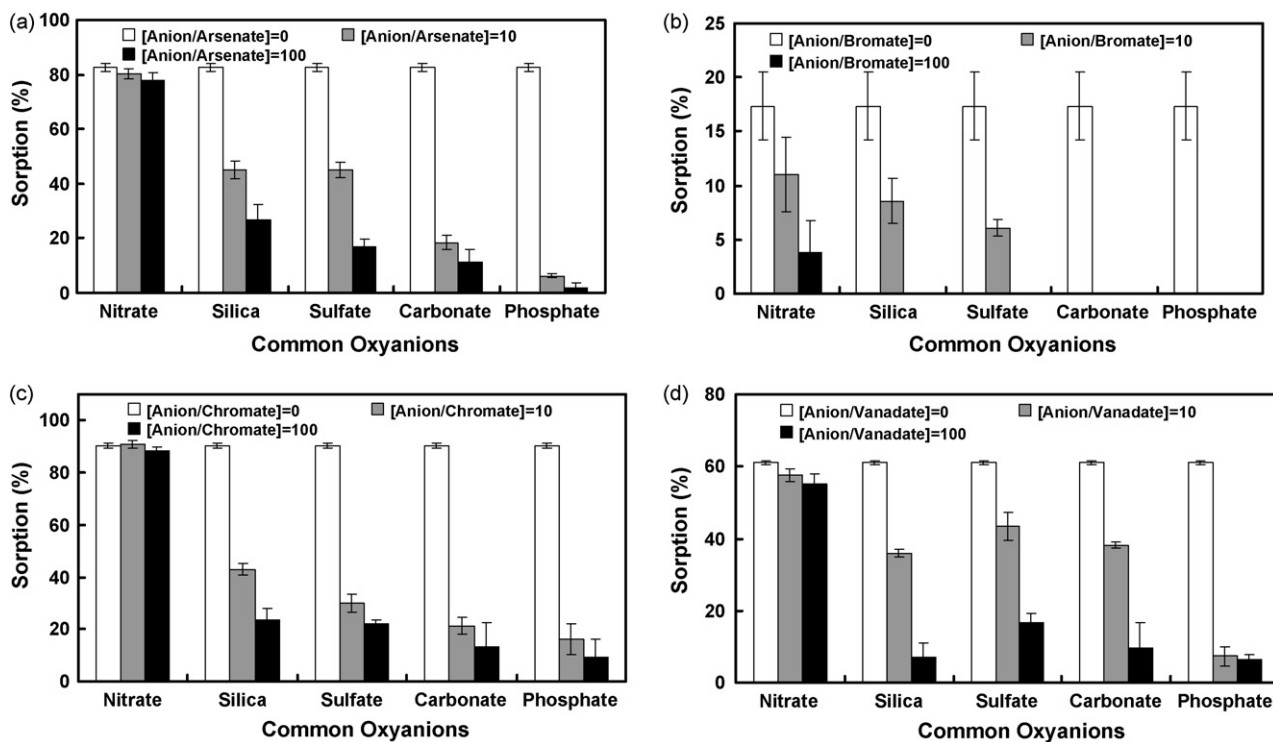 (a)
[Anion/Arsenate]=0 [Anion/Arsenate]=10
[Anion/Arsenate]=100
100
80
60
40
20
0
Sorption (%)
Nitrate Silica Sulfate Carbonate Phosphate
Common Oxyanions
(b)
[Anion/Bromate]=0 [Anion/Bromate]=10
[Anion/Bromate]=100
25
20
15
10
5
0
Sorption (%)
Nitrate Silica Sulfate Carbonate Phosphate
Common Oxyanions
(c)
[Anion/Chromate]=0 [Anion/Chromate]=10
[Anion/Chromate]=100
100
80
60
40
20
0
Sorption (%)
Nitrate Silica Sulfate Carbonate Phosphate
Common Oxyanions
(d)
[Anion/Vanadate]=0 [Anion/Vanadate]=10
[Anion/Vanadate]=100
80
60
40
20
0
Sorption (%)
Nitrate Silica Sulfate Carbonate Phosphate
Common Oxyanions